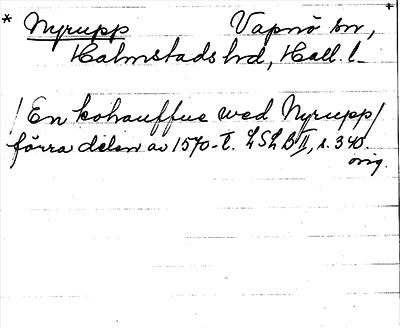 * Nyrupp Vapnö sn, +
Halmstads hd, Hall. l.
/ En kohauffue wed Nyrupp/
förra delen av 1570-t. LSLB II, s. 340.
orig.